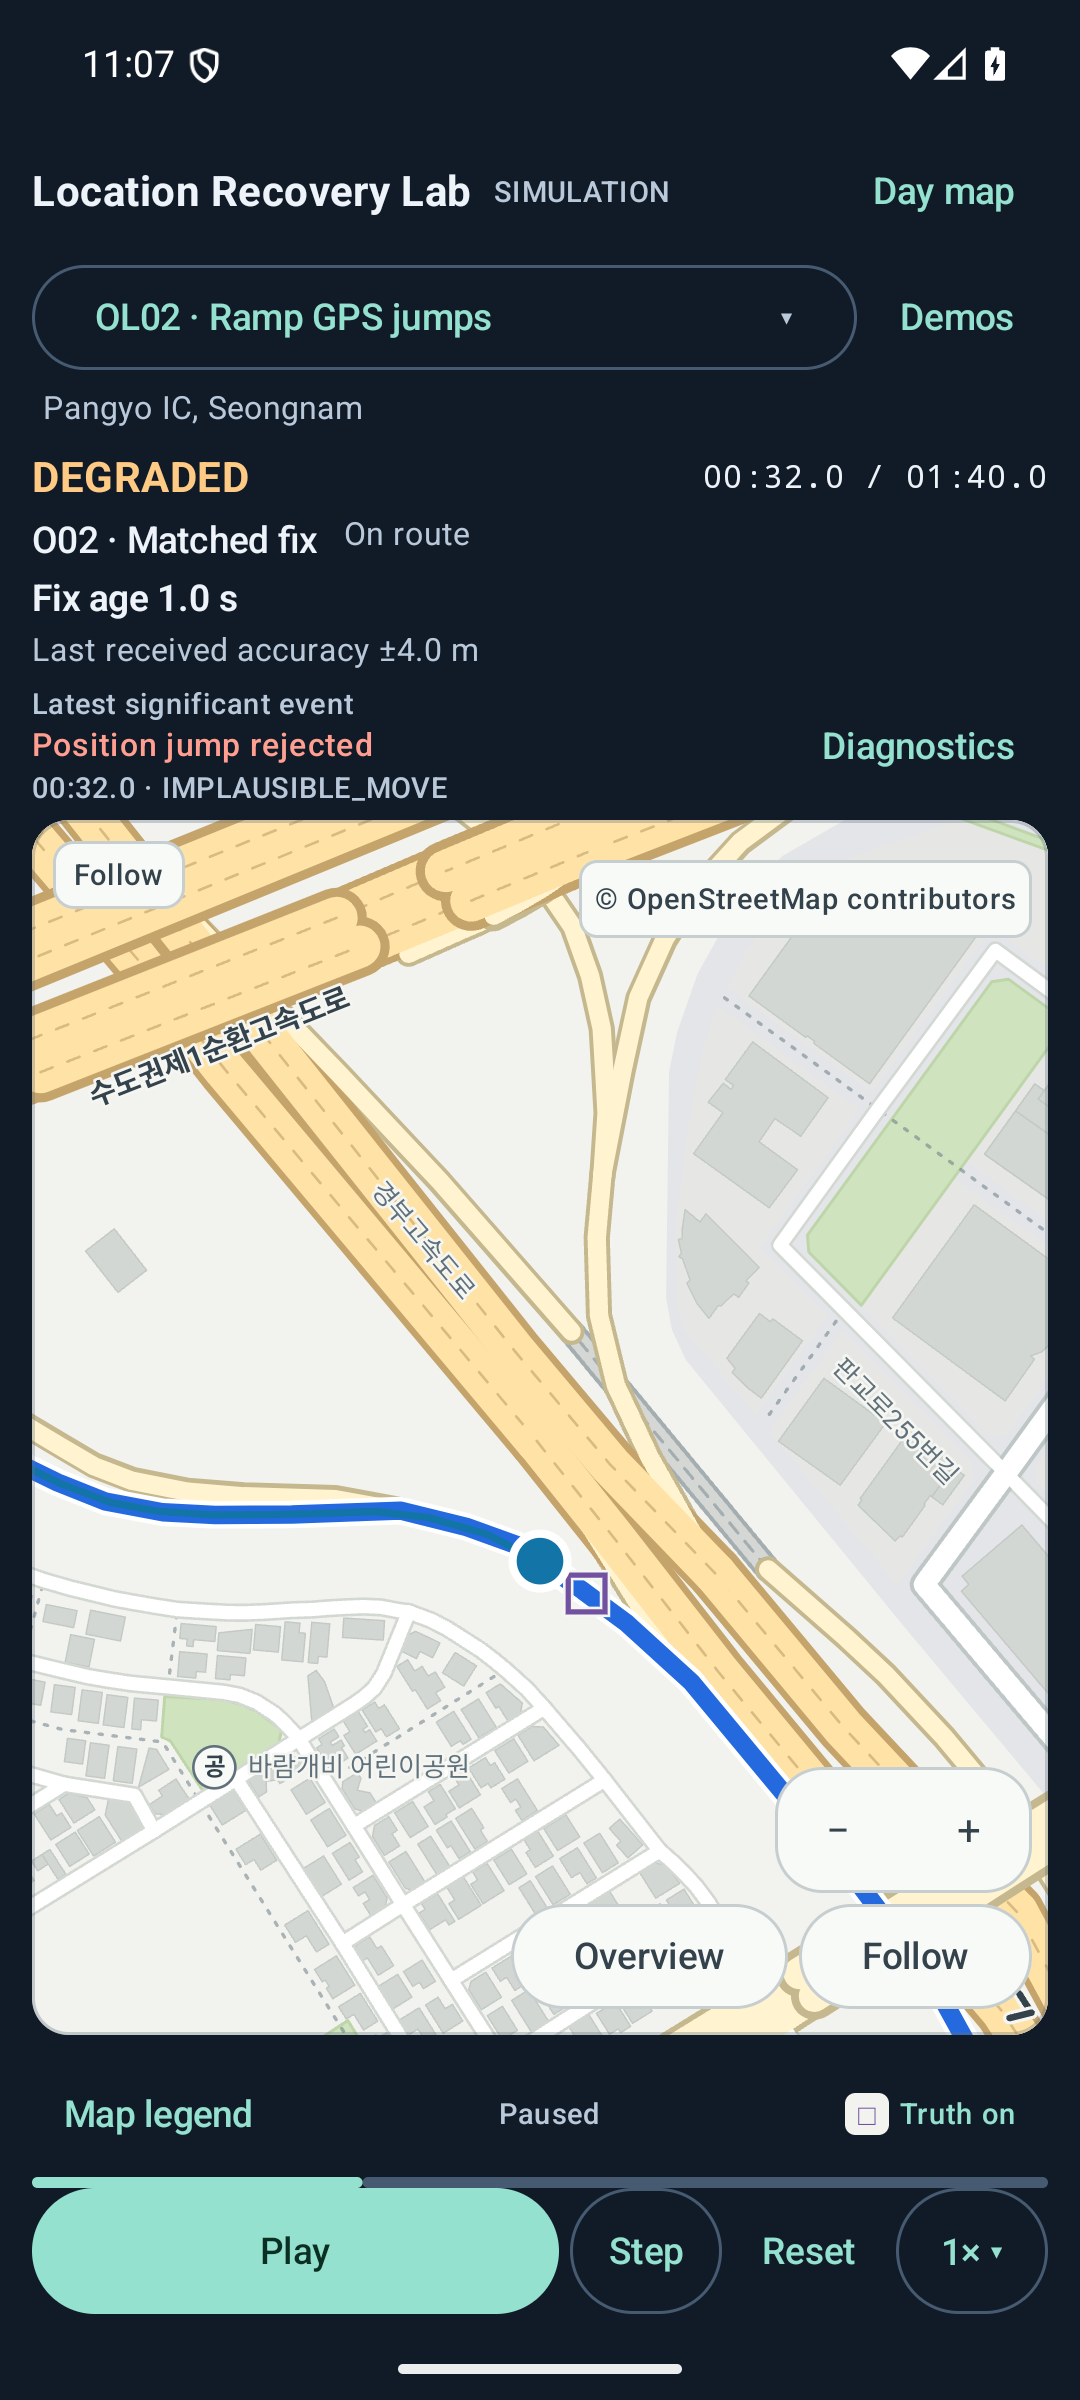 11:07
Location Recovery Lab SIMULATION Day map
OL02 · Ramp GPS jumps ▾ Demos
Pangyo IC, Seongnam
DEGRADED 00:32.0 / 01:40.0
O02 · Matched fix On route
Fix age 1.0 s
Last received accuracy ±4.0 m
Latest significant event
Position jump rejected Diagnostics
00:32.0 · IMPLAUSIBLE_MOVE
Follow
© OpenStreetMap contributors
수도권제1순환고속도로
경부고속도로
판교로255번길
공 바람개비 어린이공원
− +
Overview Follow
Map legend Paused Truth on
Play Step Reset 1× ▾